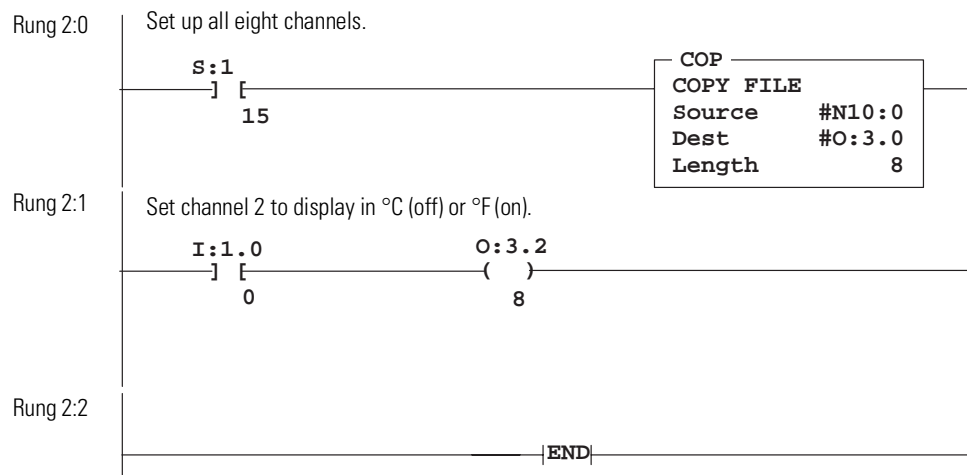 Rung 2:0
Set up all eight channels.
S:1
] [
15
COP
COPY FILE
Source #N10:0
Dest #O:3.0
Length 8
Rung 2:1
Set channel 2 to display in °C (off) or °F (on).
I:1.0 O:3.2
] [ ( )
0 8
Rung 2:2
END